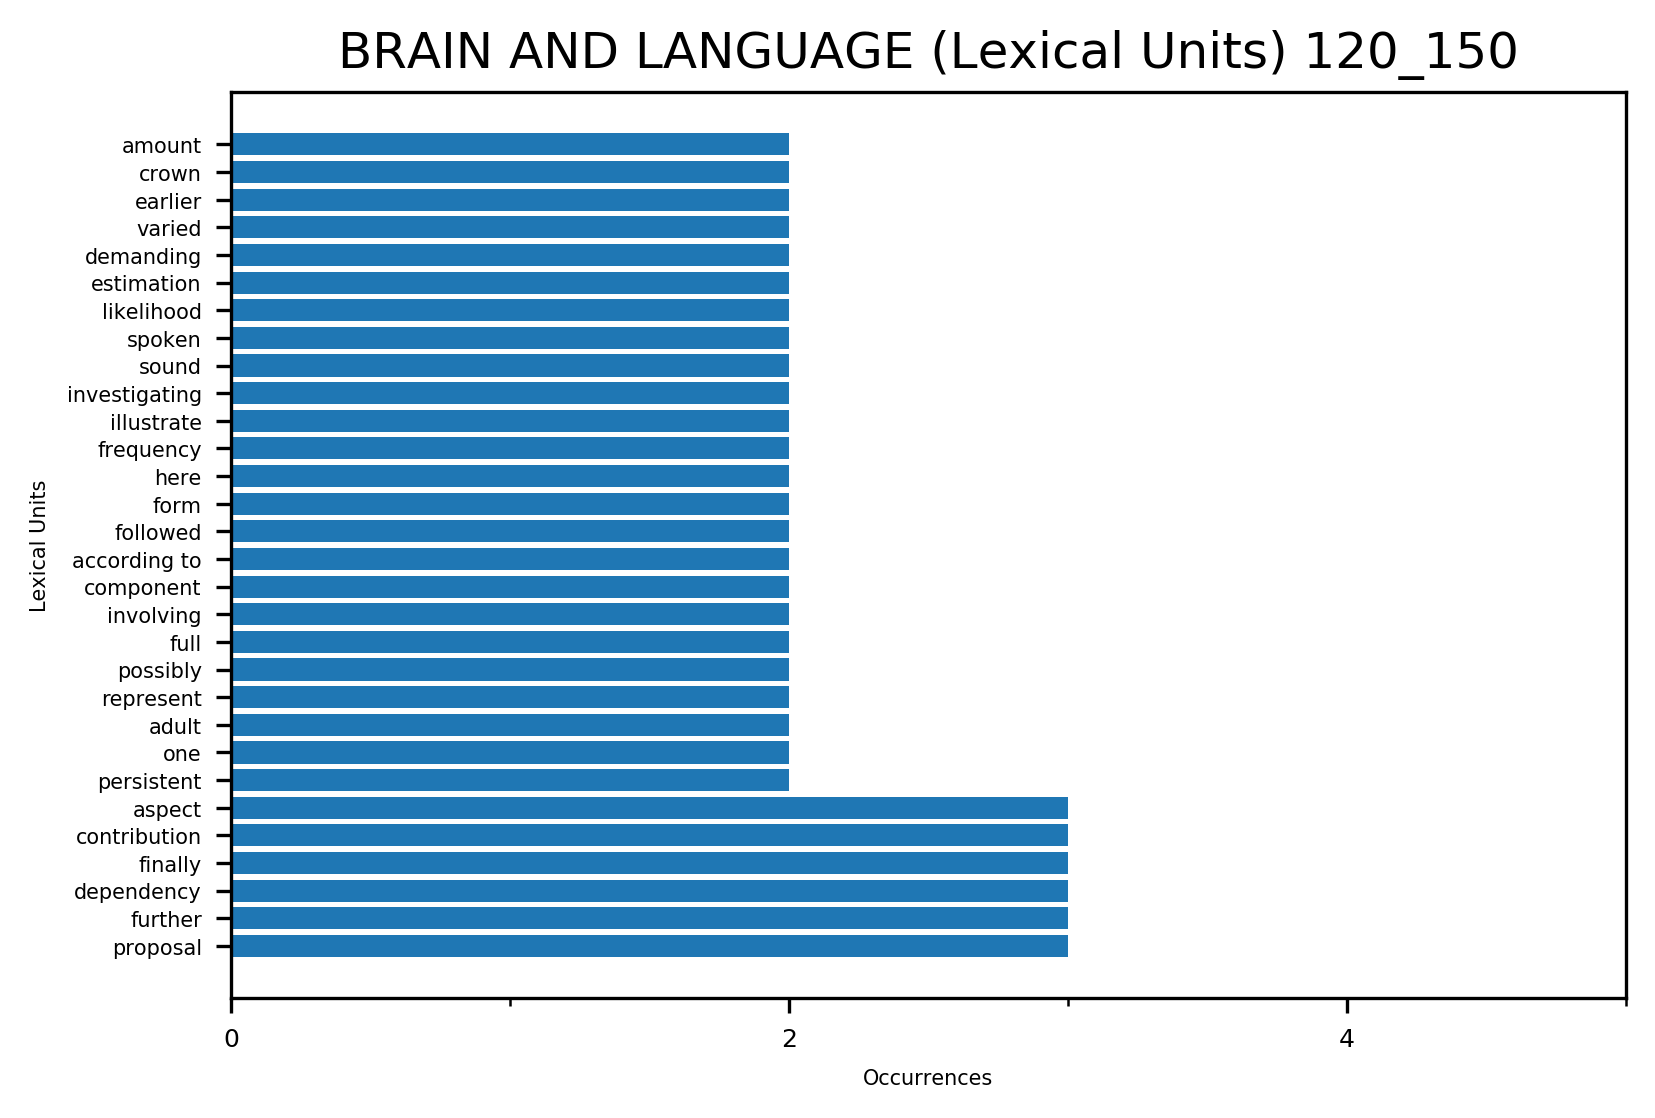 BRAIN AND LANGUAGE (Lexical Units) 120_150
amount
crown
earlier
varied
demanding
estimation
likelihood
spoken
sound
investigating
illustrate
frequency
here
form
followed
according to
component
involving
full
possibly
represent
adult
one
persistent
aspect
contribution
finally
dependency
further
proposal
Lexical Units
0 2 4
Occurrences